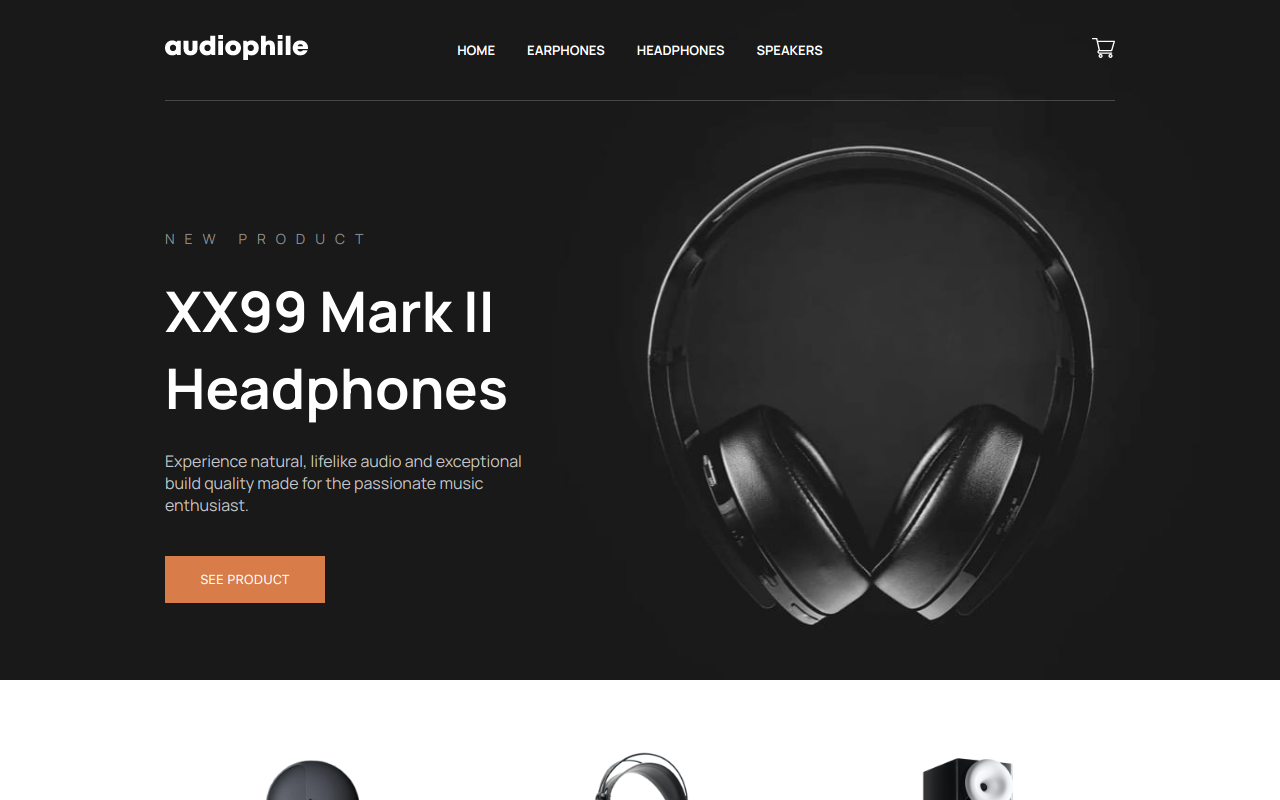 audiophile
HOME EARPHONES HEADPHONES SPEAKERS
NEW PRODUCT
XX99 Mark II
Headphones
Experience natural, lifelike audio and exceptional
build quality made for the passionate music
enthusiast.
SEE PRODUCT